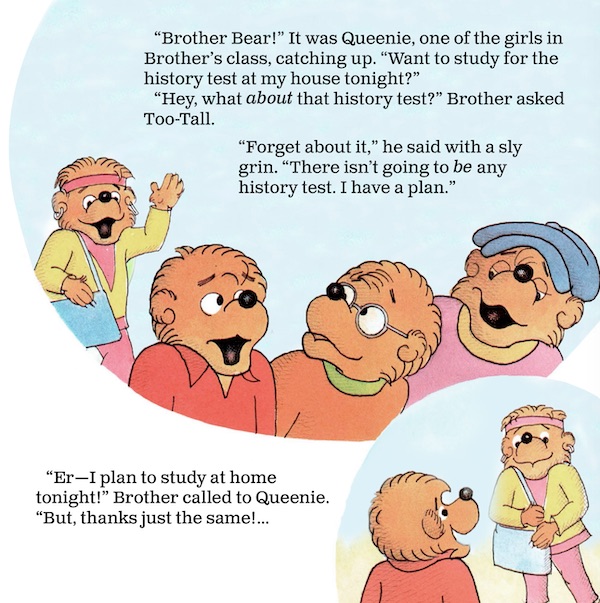 “Brother Bear!” It was Queenie, one of the girls in
Brother’s class, catching up. “Want to study for the
history test at my house tonight?”
“Hey, what about that history test?” Brother asked
Too-Tall.
“Forget about it,” he said with a sly
grin. “There isn’t going to be any
history test. I have a plan.”
“Er—I plan to study at home
tonight!” Brother called to Queenie.
“But, thanks just the same!...